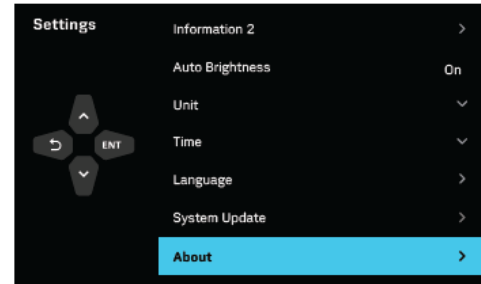 Settings
Information 2
Auto Brightness On
Unit
Time
ENT
Language
System Update
About